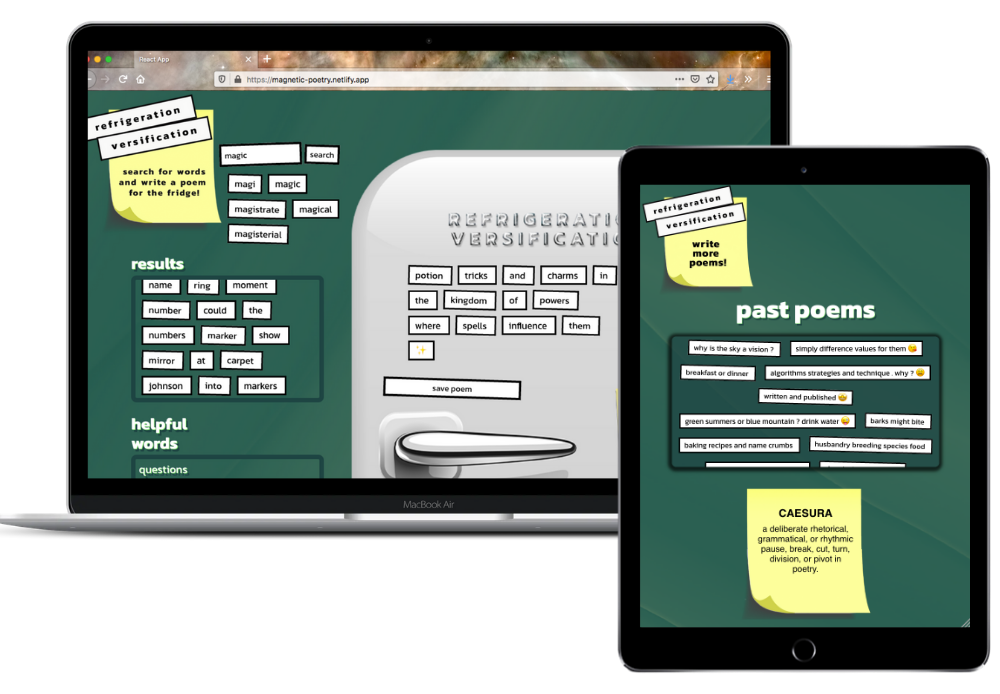 React App
https://magnetic-poetry.netlify.app
refrigeration
versification
search for words
and write a poem
for the fridge!
magic search
magi magic
magistrate magical
magisterial
results
name ring moment
number could the
numbers marker show
mirror at carpet
johnson into markers
helpful
words
questions
REFRIGERATI
VERSIFICATI
potion tricks and charms in
the kingdom of powers
where spells influence them
✨
save poem
MacBook Air
refrigeration
versification
write
more
poems!
past poems
why is the sky a vision ? simply difference values for them 😘
breakfast or dinner algorithms strategies and technique . why ? 😀
written and published 😍
green summers or blue mountain ? drink water 😅 barks might bite
baking recipes and name crumbs husbandry breeding species food
CAESURA
a deliberate rhetorical,
grammatical, or rhythmic
pause, break, cut, turn,
division, or pivot in
poetry.